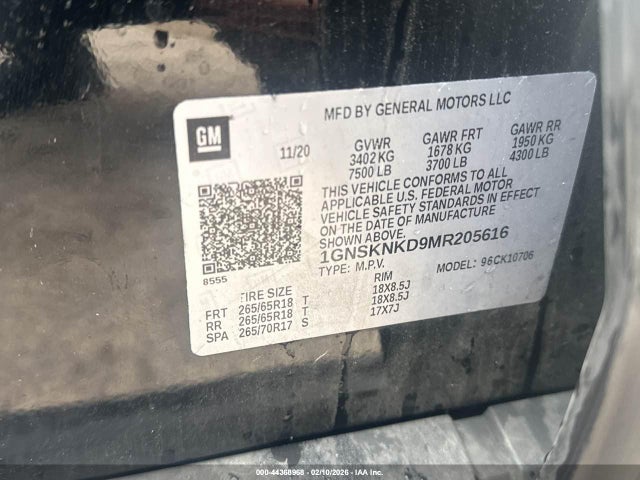 MFD BY GENERAL MOTORS LLC
GM
11/20
GVWR GAWR FRT GAWR RR
3402 KG 1678 KG 1950 KG
7500 LB 3700 LB 4300 LB
THIS VEHICLE CONFORMS TO ALL
APPLICABLE U.S. FEDERAL MOTOR
VEHICLE SAFETY STANDARDS IN EFFECT
ON THE DATE OF MANUFACTURE
SHOWN ABOVE.
1GNSKNKD9MR205616
TYPE: M.P.V. MODEL: 96CK10706
8555
TIRE SIZE RIM
FRT 265/65R18 T 18X8.5J
RR 265/65R18 T 18X8.5J
SPA 265/70R17 S 17X7J
000-44368968 - 02/10/2026 - IAA Inc.